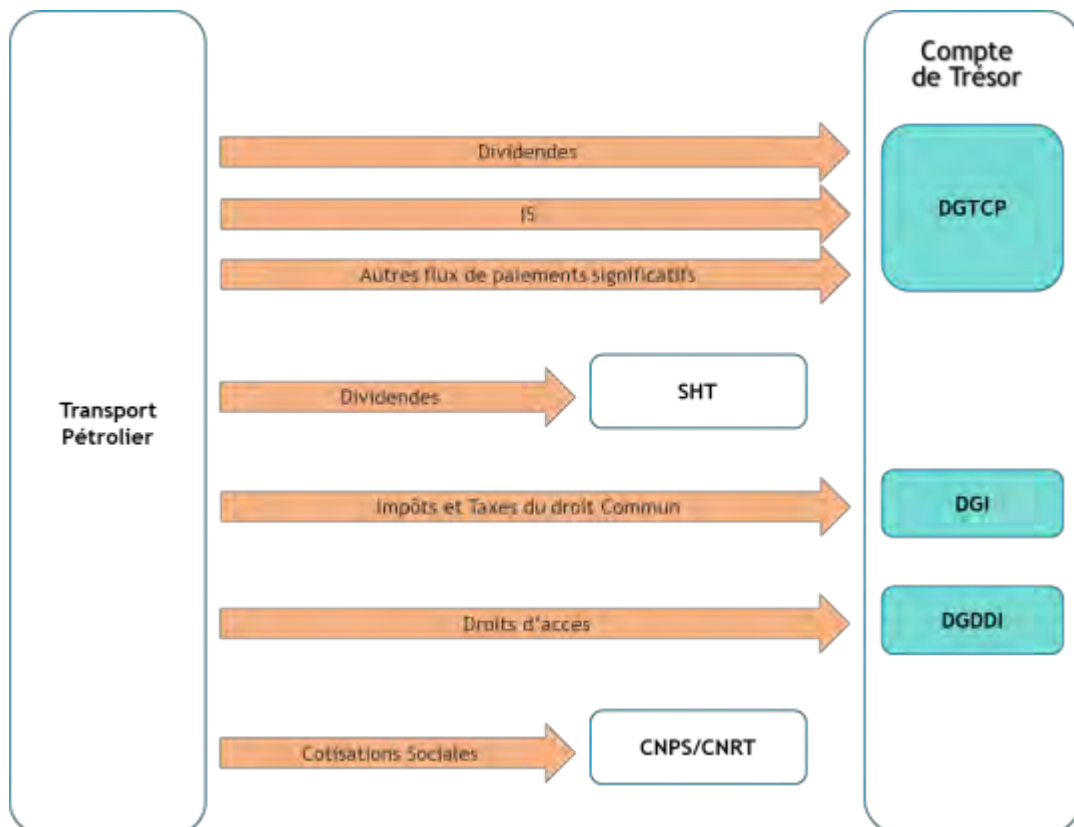 Compte
de Trésor
Dividendes
DGTCP
IS
Autres flux de paiements significatifs
Dividendes
SHT
Transport
Pétrolier
Impôts et Taxes du droit Commun
DGI
Droits d'accès
DGDDI
Cotisations Sociales
CNPS/CNRT